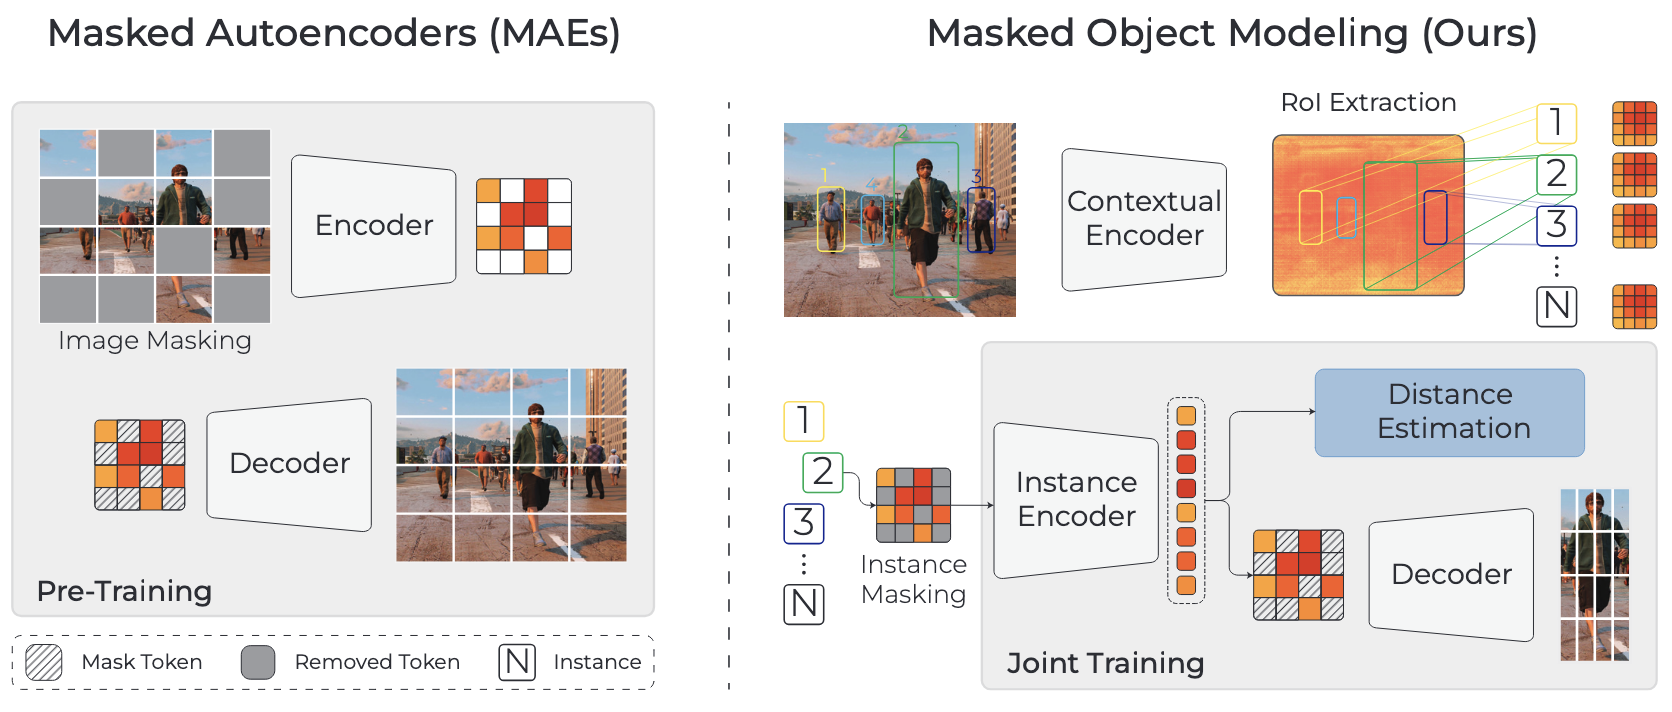 Masked Autoencoders (MAEs)
Encoder
Image Masking
Decoder
Pre-Training
Mask Token
Removed Token
N
Instance
Masked Object Modeling (Ours)
1
4
2
3
Contextual
Encoder
RoI Extraction
1
2
3
N
1
2
3
N
Instance
Masking
Instance
Encoder
Distance
Estimation
Decoder
Joint Training